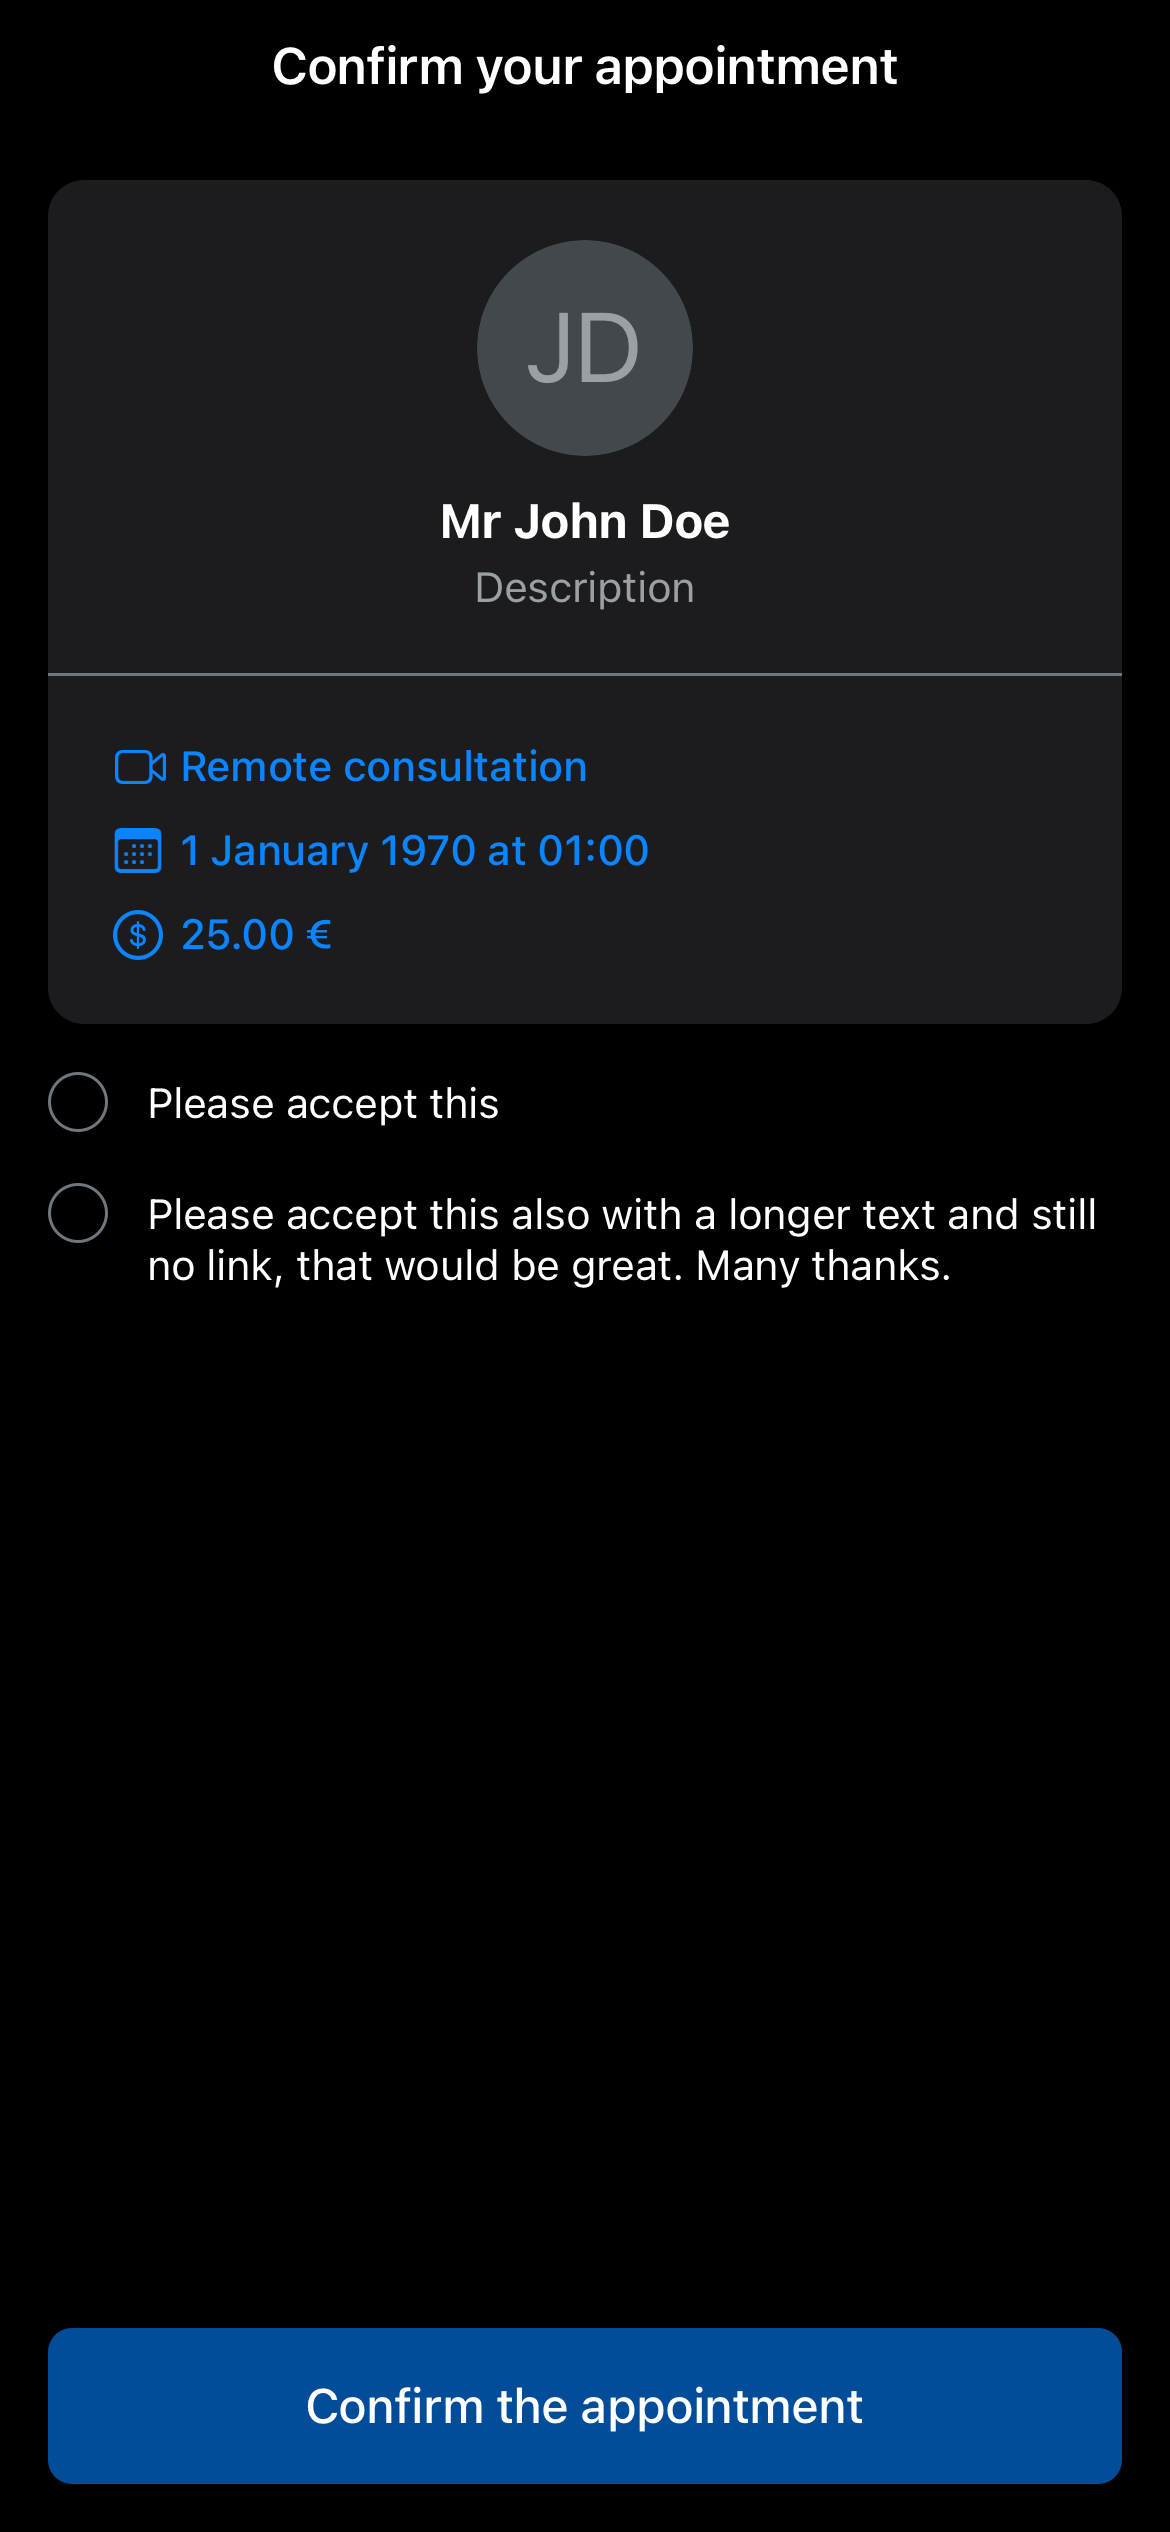 Confirm your appointment
JD
Mr John Doe
Description
Remote consultation
1 January 1970 at 01:00
$ 25.00 €
Please accept this
Please accept this also with a longer text and still
no link, that would be great. Many thanks.
Confirm the appointment